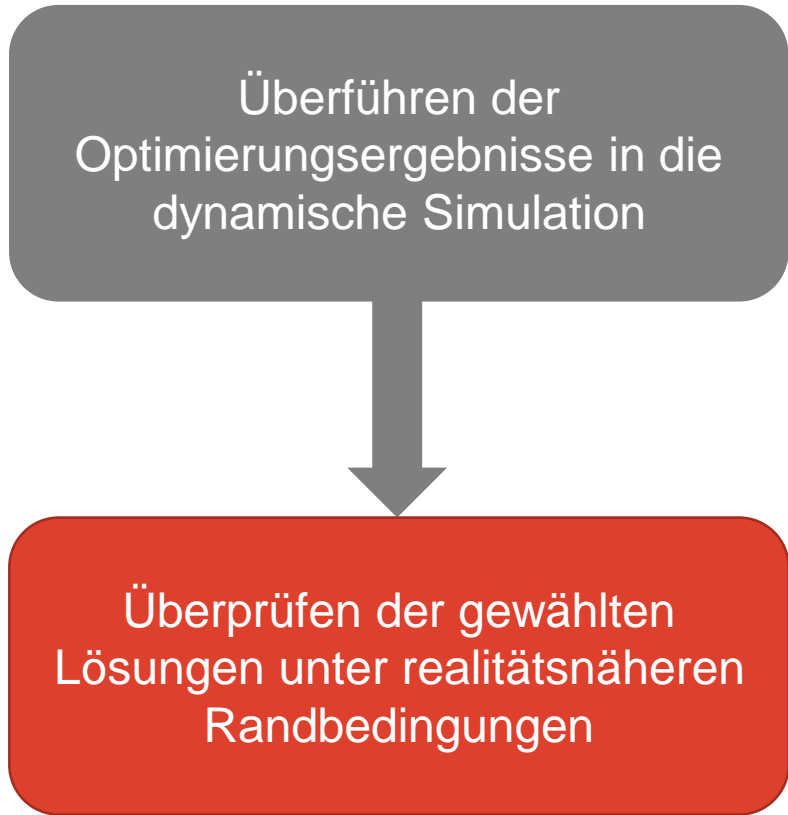 Überführen der
Optimierungsergebnisse in die
dynamische Simulation
Überprüfen der gewählten
Lösungen unter realitätsnäheren
Randbedingungen